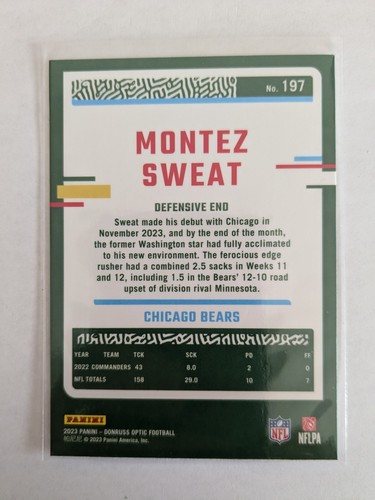 No. 197
MONTEZ
SWEAT
DEFENSIVE END
Sweat made his debut with Chicago in
November 2023, and by the end of the month,
the former Washington star had fully acclimated
to his new environment. The ferocious edge
rusher had a combined 2.5 sacks in Weeks 11
and 12, including 1.5 in the Bears' 12-10 road
upset of division rival Minnesota.
CHICAGO BEARS
YEAR TEAM TCK SCK PD FF
2022 COMMANDERS 43 8.0 2 0
NFL TOTALS 158 29.0 10 7
PANINI
2023 PANINI - DONRUSS OPTIC FOOTBALL
© 2023 Panini America, Inc.
NFL
NFLPA